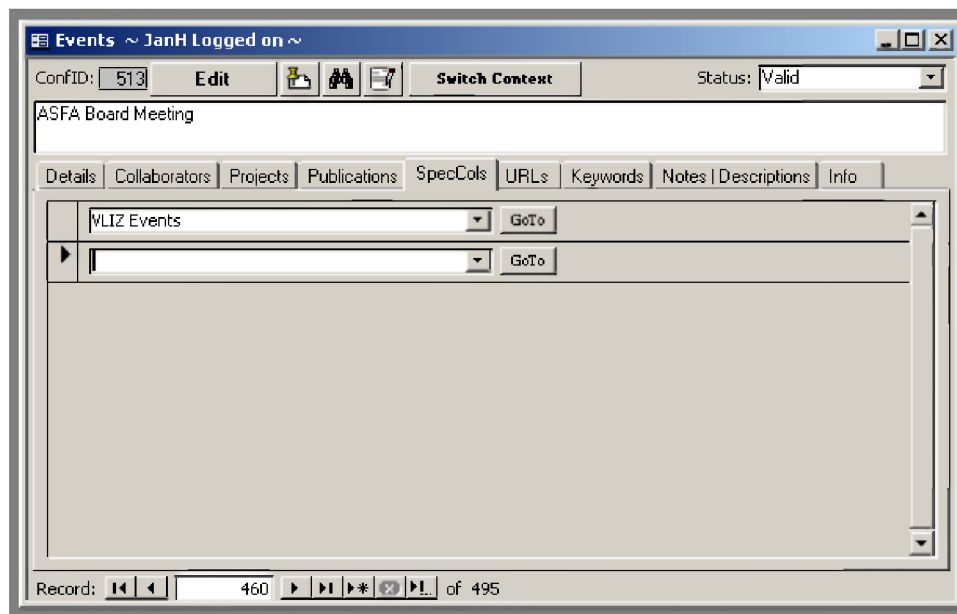 Events ~ JanH Logged on ~
ConfID: 513 Edit Switch Context Status: Valid
ASFA Board Meeting
Details Collaborators Projects Publications SpecCols URLs Keywords Notes | Descriptions Info
VLIZ Events GoTo
GoTo
Record: 460 of 495